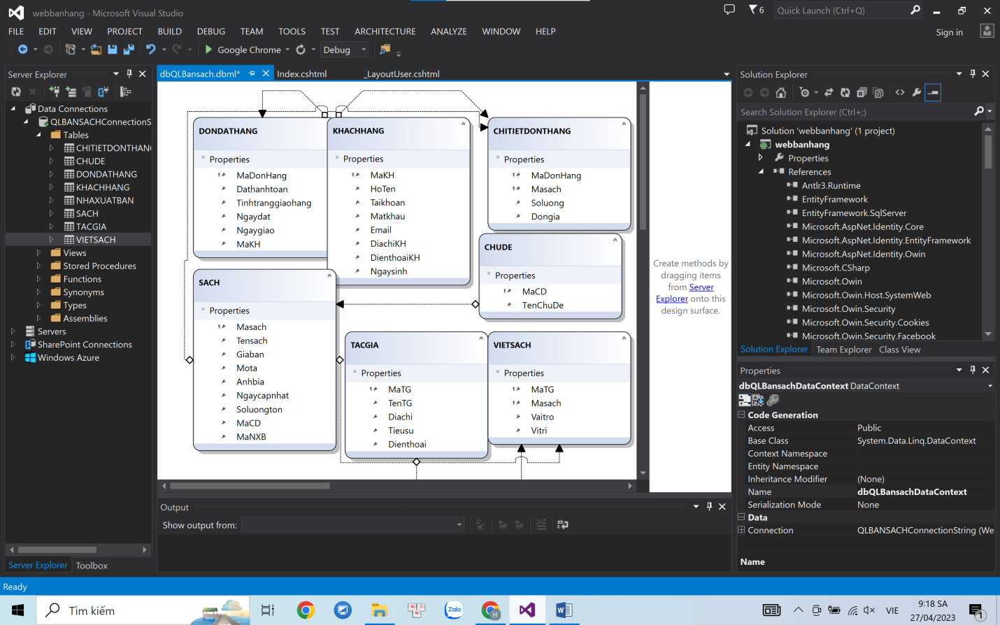 webbanhang - Microsoft Visual Studio
6
Quick Launch (Ctrl+Q)
FILE EDIT VIEW PROJECT BUILD DEBUG TEAM TOOLS TEST ARCHITECTURE ANALYZE WINDOW HELP
Sign in
Google Chrome
Debug
Server Explorer
Data Connections
QLBANSACHConnectionS
Tables
CHITIETDONTHAN
CHUDE
DONDATHANG
KHACHHANG
NHAXUATBAN
SACH
TACGIA
VIETSACH
Views
Stored Procedures
Functions
Synonyms
Types
Assemblies
Servers
SharePoint Connections
Windows Azure
Server Explorer Toolbox
dbQLBansach.dbml* Index.cshtml _LayoutUser.cshtml
DONDATHANG
Properties
MaDonHang
Dathanhtoan
Tinhtranggiaohang
Ngaydat
Ngaygiao
MaKH
KHACHHANG
Properties
MaKH
HoTen
Taikhoan
Matkhau
Email
DiachiKH
DienthoaiKH
Ngaysinh
CHITIETDONTHANG
Properties
MaDonHang
Masach
Soluong
Dongia
CHUDE
Properties
MaCD
TenChuDe
SACH
Properties
Masach
Tensach
Giaban
Mota
Anhbia
Ngaycapnhat
Soluongton
MaCD
MaNXB
TACGIA
Properties
MaTG
TenTG
Diachi
Tieusu
Dienthoai
VIETSACH
Properties
MaTG
Masach
Vaitro
Vitri
Create methods by
dragging items
from Server
Explorer onto this
design surface.
Output
Show output from:
Solution Explorer
Search Solution Explorer (Ctrl+;)
Solution 'webbanhang' (1 project)
webbanhang
Properties
References
Antlr3.Runtime
EntityFramework
EntityFramework.SqlServer
Microsoft.AspNet.Identity.Core
Microsoft.AspNet.Identity.EntityFramework
Microsoft.AspNet.Identity.Owin
Microsoft.CSharp
Microsoft.Owin
Microsoft.Owin.Host.SystemWeb
Microsoft.Owin.Security
Microsoft.Owin.Security.Cookies
Microsoft.Owin.Security.Facebook
Solution Explorer Team Explorer Class View
Properties
dbQLBansachDataContext DataContext
Code Generation
Access Public
Base Class System.Data.Linq.DataContext
Context Namespace
Entity Namespace
Inheritance Modifier (None)
Name dbQLBansachDataContext
Serialization Mode None
Data
Connection QLBANSACHConnectionString (We
Name
Ready
Tìm kiếm
Zalo
H
VIE
9:18 SA
27/04/2023
1